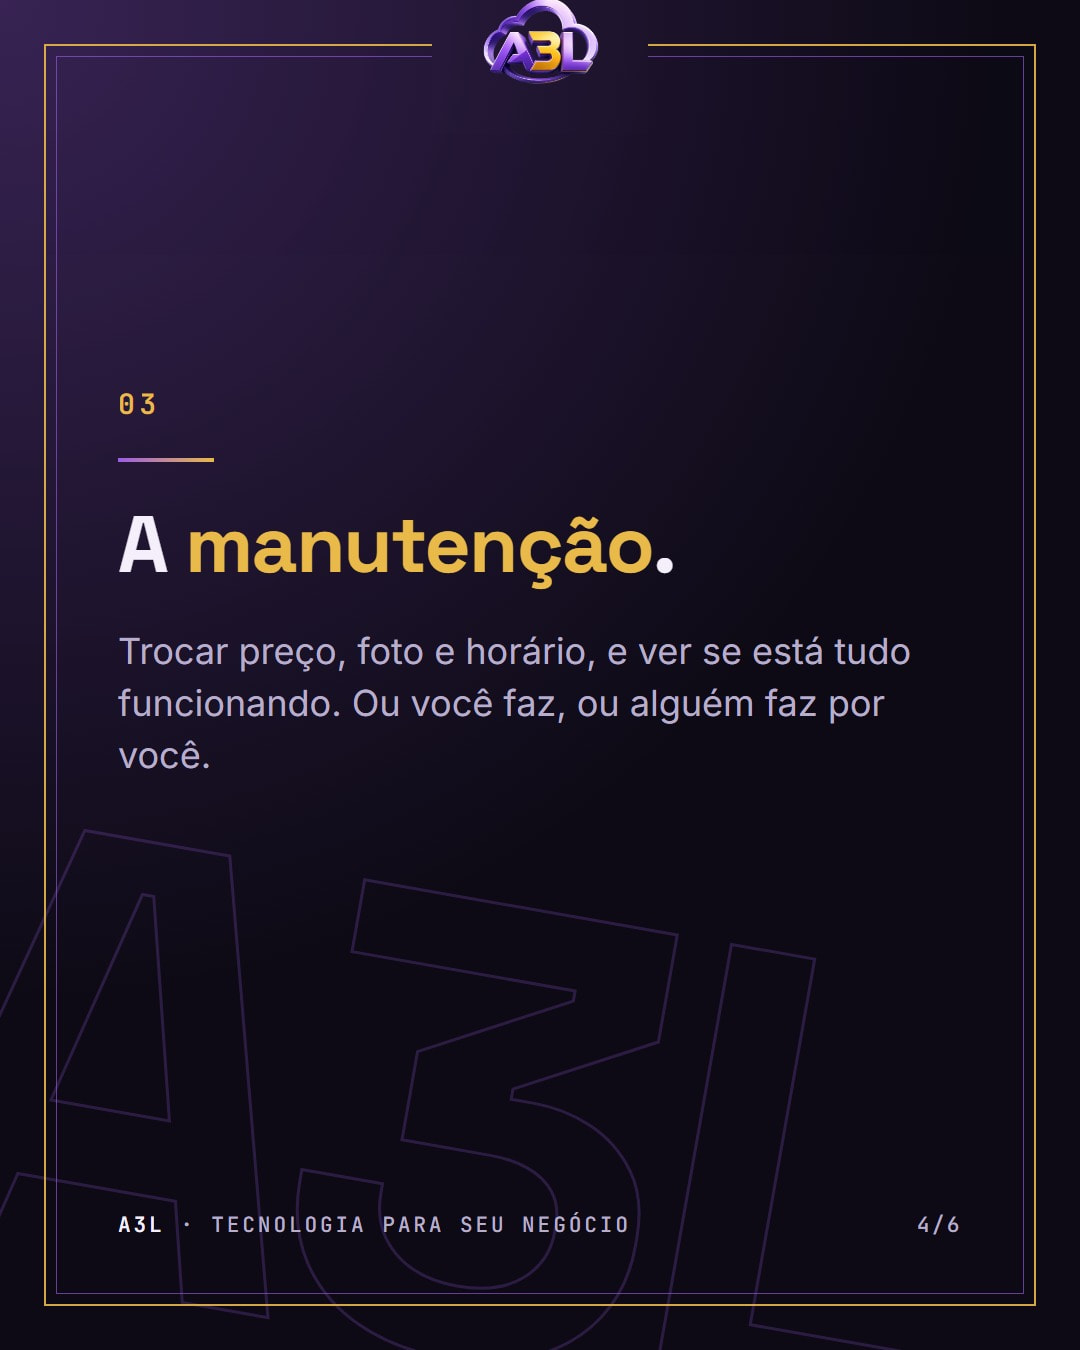 A3L
03
A manutenção.
Trocar preço, foto e horário, e ver se está tudo
funcionando. Ou você faz, ou alguém faz por
você.
A3L
A3L · TECNOLOGIA PARA SEU NEGÓCIO
4/6